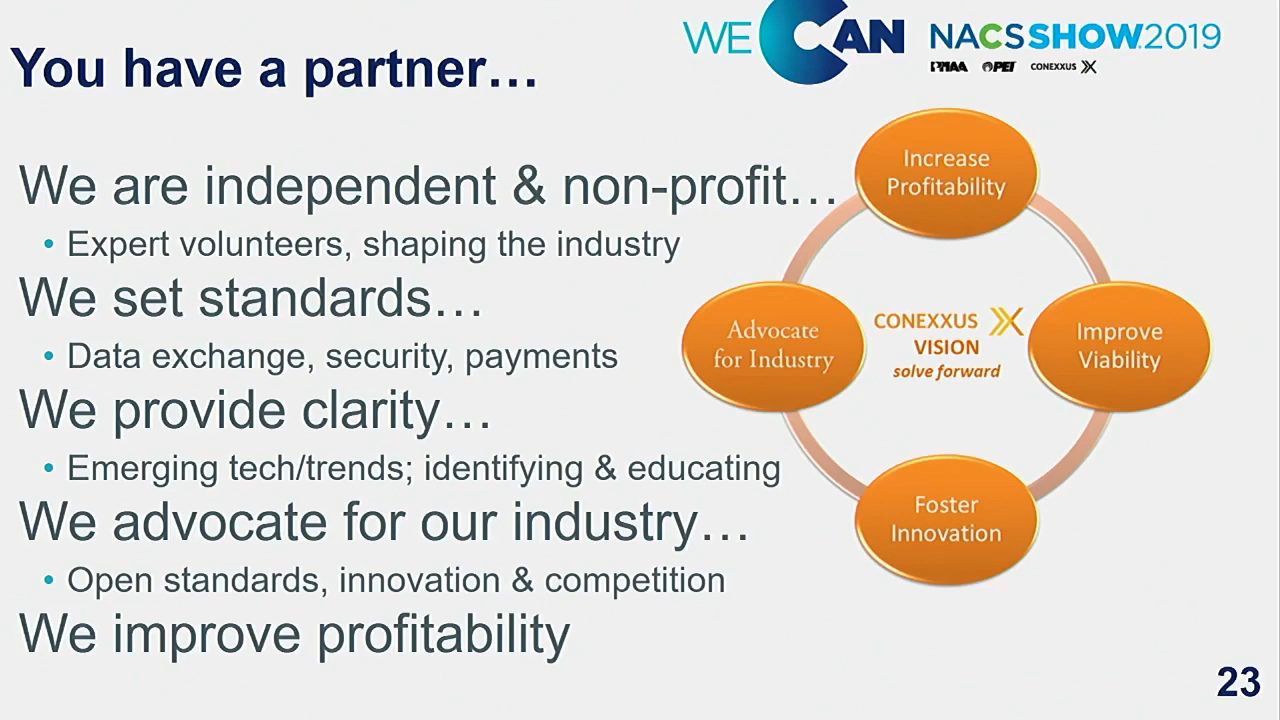 WE CAN NACS SHOW 2019
PMAA PEI CONEXXUS
You have a partner…
We are independent & non-profit…
• Expert volunteers, shaping the industry
We set standards…
• Data exchange, security, payments
We provide clarity…
• Emerging tech/trends; identifying & educating
We advocate for our industry…
• Open standards, innovation & competition
We improve profitability
Increase
Profitability
Advocate
for Industry
CONEXXUS
VISION
solve forward
Improve
Viability
Foster
Innovation
23